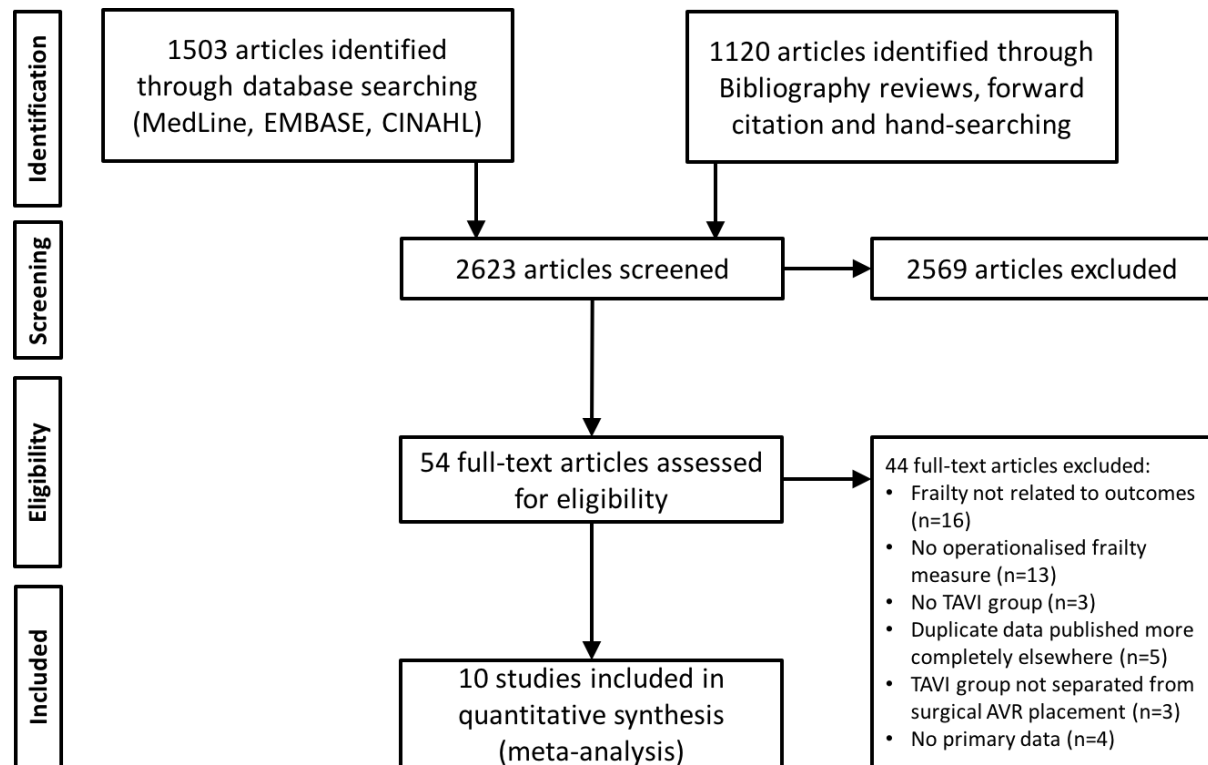 Identification
1503 articles identified
through database searching
(MedLine, EMBASE, CINAHL)
1120 articles identified through
Bibliography reviews, forward
citation and hand-searching
Screening
2623 articles screened
2569 articles excluded
Eligibility
54 full-text articles assessed
for eligibility
44 full-text articles excluded:
• Frailty not related to outcomes
(n=16)
• No operationalised frailty
measure (n=13)
• No TAVI group (n=3)
• Duplicate data published more
completely elsewhere (n=5)
• TAVI group not separated from
surgical AVR placement (n=3)
• No primary data (n=4)
Included
10 studies included in
quantitative synthesis
(meta-analysis)